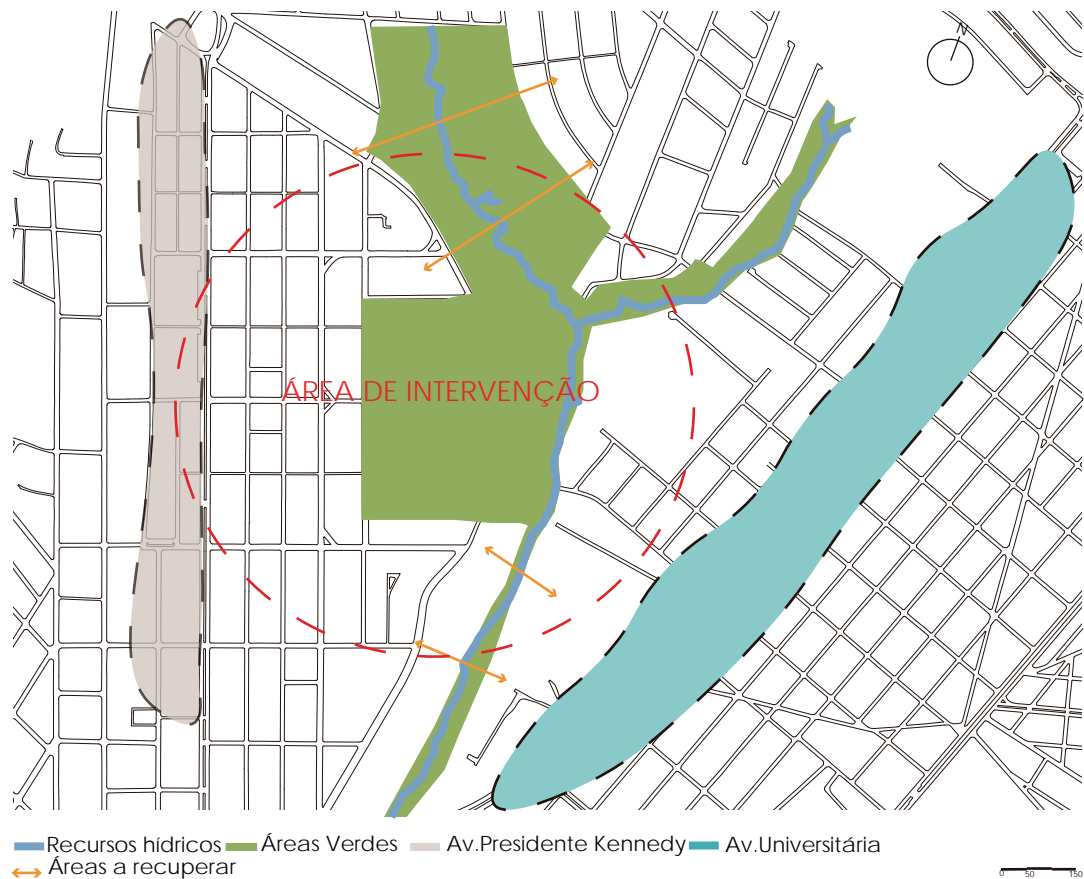 N
ÁREA DE INTERVENÇÃO
Recursos hídricos Áreas Verdes Av.Presidente Kennedy Av.Universitária
Áreas a recuperar
0 50 150